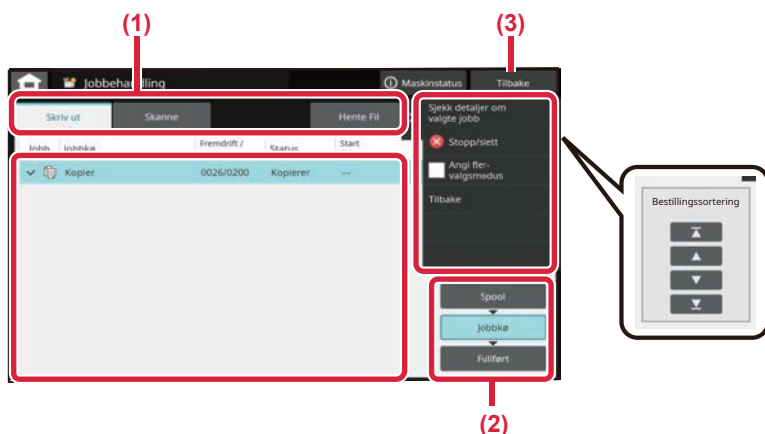 (1)
(3)
Jobbehandling
Maskinstatus
Tilbake
Skriv ut
Skanne
Hente Fil
Sjekk detaljer om
valgte jobb
Jobb
Jobbkø
Fremdrift /
Status
Start
Stopp/slett
Kopier
0026/0200
Kopierer
---
Angi fler-
valgsmodus
Tilbake
Bestillingssortering
Spool
Jobbkø
Fullført
(2)